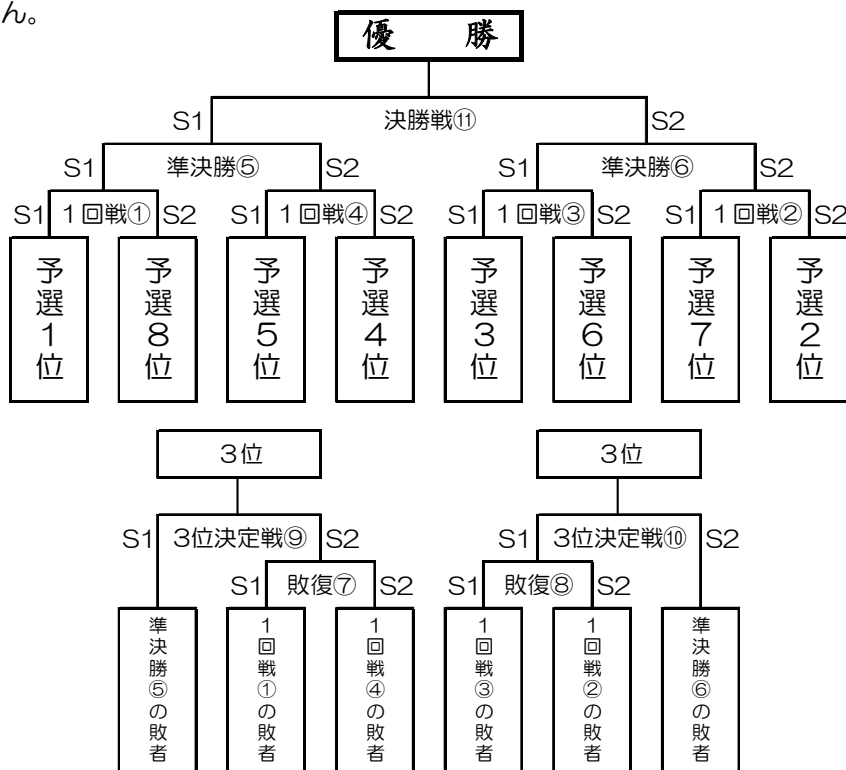 ん。
優　勝
S1 決勝戦⑪ S2
S1 準決勝⑤ S2 S1 準決勝⑥ S2
S1 1回戦① S2 S1 1回戦④ S2 S1 1回戦③ S2 S1 1回戦② S2
予選1位 予選8位 予選5位 予選4位 予選3位 予選6位 予選7位 予選2位
3位 3位
S1 3位決定戦⑨ S2 S1 3位決定戦⑩ S2
S1 敗復⑦ S2 S1 敗復⑧ S2
準決勝⑤の敗者 1回戦①の敗者 1回戦④の敗者 1回戦③の敗者 1回戦②の敗者 準決勝⑥の敗者